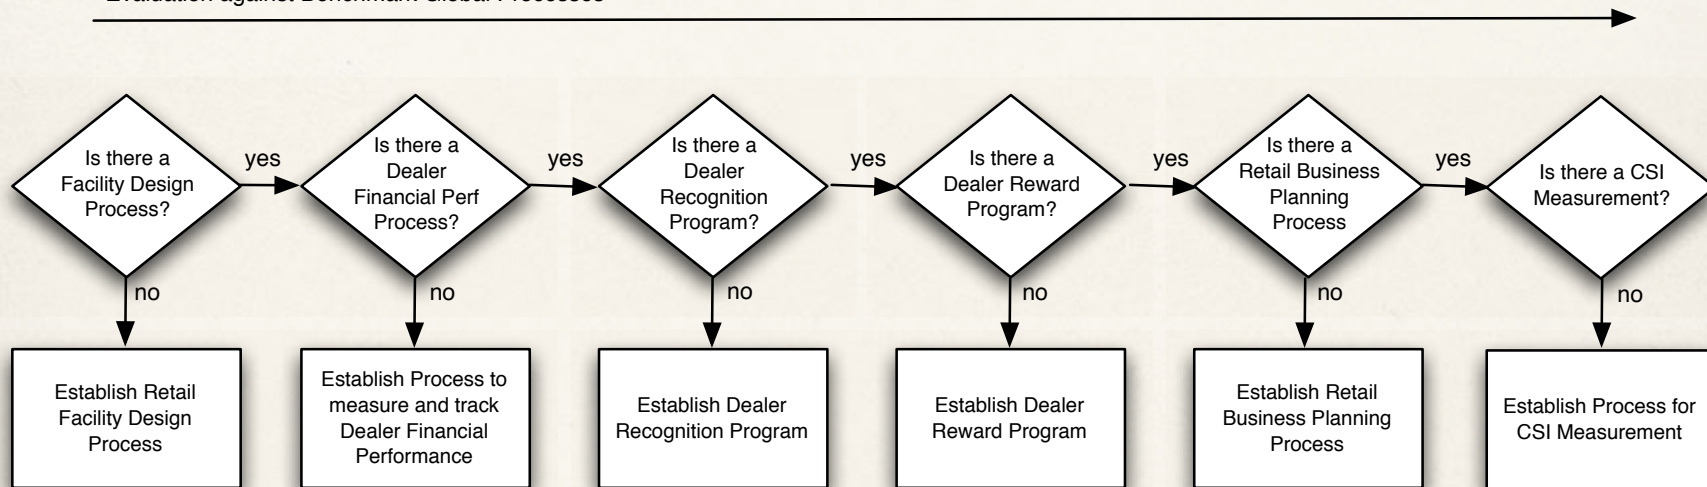 Evaluation against Benchmark Global Processes
Is there a
Facility Design
Process?
yes
Is there a
Dealer
Financial Perf
Process?
yes
Is there a
Dealer
Recognition
Program?
yes
Is there a
Dealer Reward
Program?
yes
Is there a
Retail Business
Planning
Process
yes
Is there a CSI
Measurement?
no
no
no
no
no
no
Establish Retail
Facility Design
Process
Establish Process to
measure and track
Dealer Financial
Performance
Establish Dealer
Recognition Program
Establish Dealer
Reward Program
Establish Retail
Business Planning
Process
Establish Process for
CSI Measurement